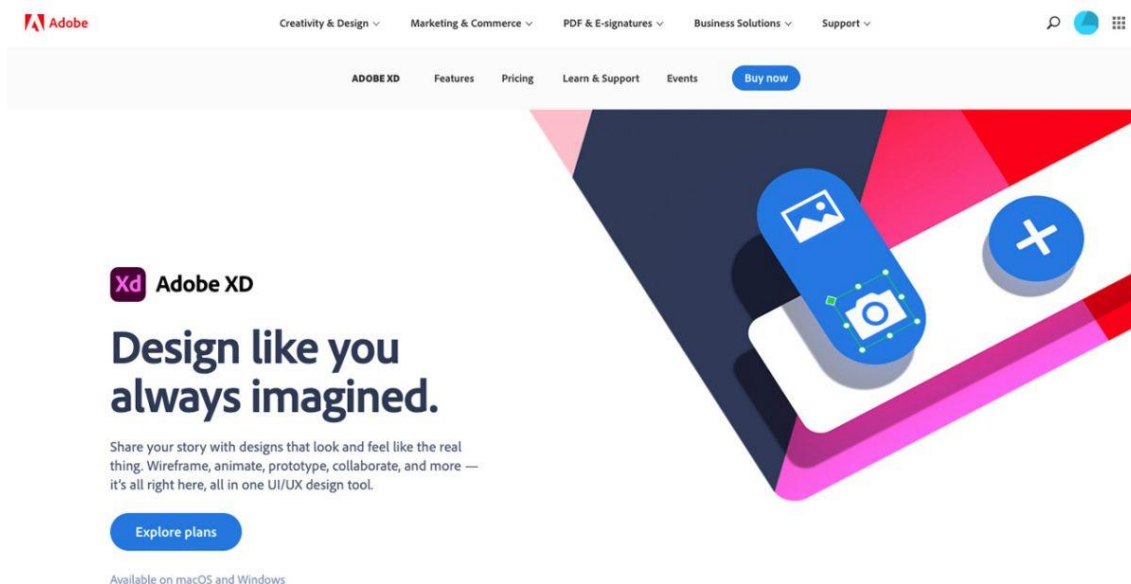 Adobe
Creativity & Design
Marketing & Commerce
PDF & E-signatures
Business Solutions
Support
ADOBE XD
Features
Pricing
Learn & Support
Events
Buy now
Xd Adobe XD
Design like you
always imagined.
Share your story with designs that look and feel like the real
thing. Wireframe, animate, prototype, collaborate, and more —
it's all right here, all in one UI/UX design tool.
Explore plans
Available on macOS and Windows